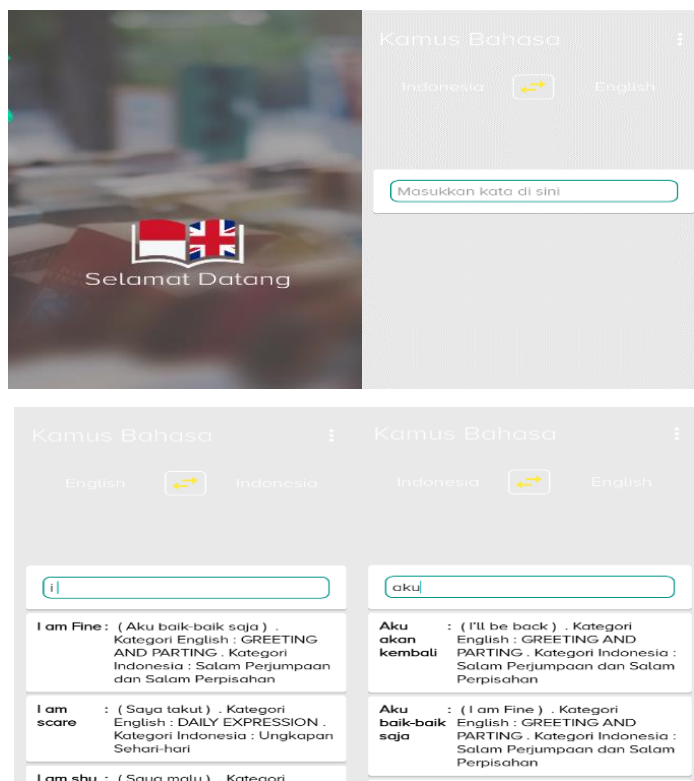 Selamat Datang
Kamus Bahasa
Indonesia English
Masukkan kata di sini
Kamus Bahasa
English Indonesia
i
I am Fine : ( Aku baik-baik saja ) .
Kategori English : GREETING
AND PARTING . Kategori
Indonesia : Salam Perjumpaan
dan Salam Perpisahan
I am scare : ( Saya takut ) . Kategori
English : DAILY EXPRESSION .
Kategori Indonesia : Ungkapan
Sehari-hari
I am shy : ( Saya malu ) . Kategori
Kamus Bahasa
Indonesia English
aku
Aku akan kembali : ( I'll be back ) . Kategori
English : GREETING AND
PARTING . Kategori Indonesia :
Salam Perjumpaan dan Salam
Perpisahan
Aku baik-baik saja : ( I am Fine ) . Kategori
English : GREETING AND
PARTING . Kategori Indonesia :
Salam Perjumpaan dan Salam
Perpisahan